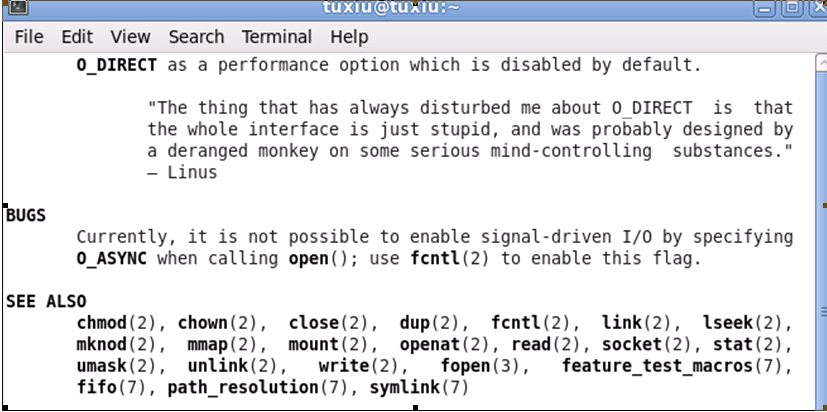 tuxiu@tuxiu:~
File Edit View Search Terminal Help
O_DIRECT as a performance option which is disabled by default.
"The thing that has always disturbed me about O_DIRECT is that
the whole interface is just stupid, and was probably designed by
a deranged monkey on some serious mind-controlling substances."
— Linus
BUGS
Currently, it is not possible to enable signal-driven I/O by specifying
O_ASYNC when calling open(); use fcntl(2) to enable this flag.
SEE ALSO
chmod(2), chown(2), close(2), dup(2), fcntl(2), link(2), lseek(2),
mknod(2), mmap(2), mount(2), openat(2), read(2), socket(2), stat(2),
umask(2), unlink(2), write(2), fopen(3), feature_test_macros(7),
fifo(7), path_resolution(7), symlink(7)